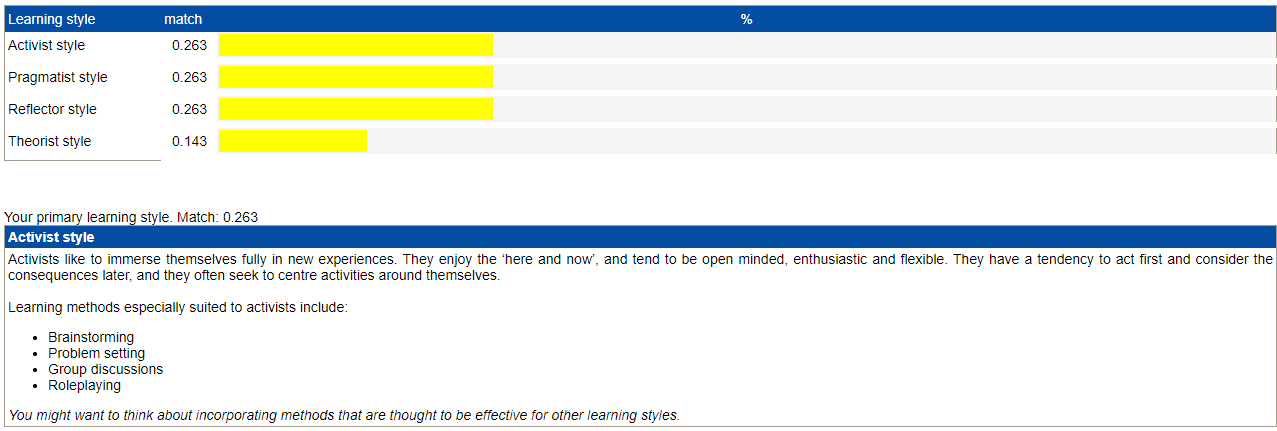 Learning style match %
Activist style 0.263
Pragmatist style 0.263
Reflector style 0.263
Theorist style 0.143
Your primary learning style. Match: 0.263
Activist style
Activists like to immerse themselves fully in new experiences. They enjoy the ‘here and now’, and tend to be open minded, enthusiastic and flexible. They have a tendency to act first and consider the
consequences later, and they often seek to centre activities around themselves.
Learning methods especially suited to activists include:
• Brainstorming
• Problem setting
• Group discussions
• Roleplaying
You might want to think about incorporating methods that are thought to be effective for other learning styles.